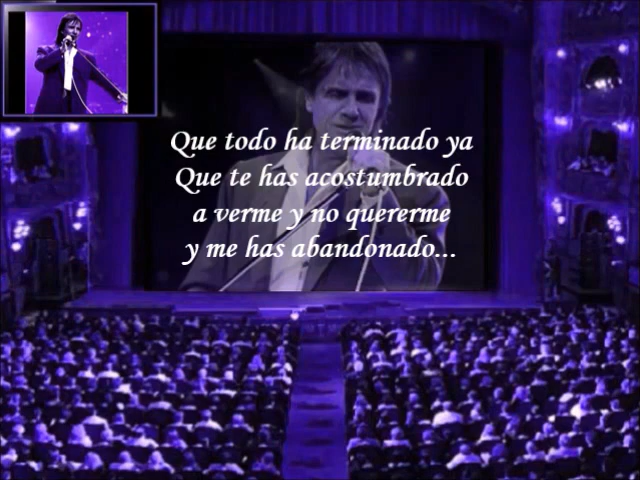 Que todo ha terminado ya
Que te has acostumbrado
a verme y no quererme
y me has abandonado...